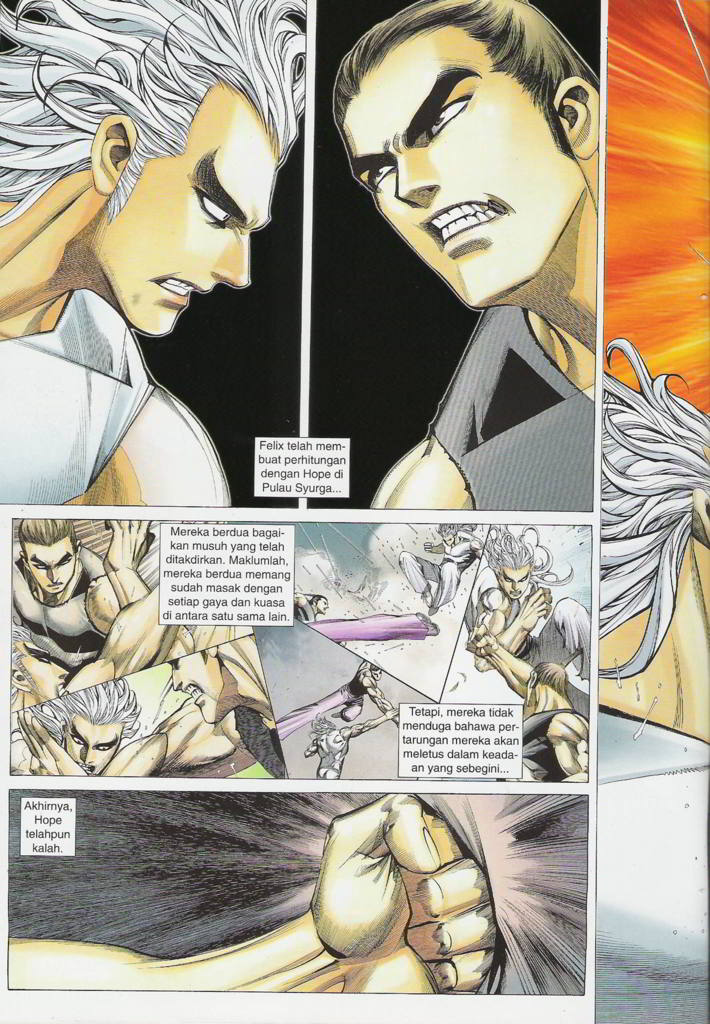 Felix telah mem-
buat perhitungan
dengan Hope di
Pulau Syurga...
Mereka berdua bagai-
kan musuh yang telah
ditakdirkan. Maklumlah,
mereka berdua memang
sudah masak dengan
setiap gaya dan kuasa
di antara satu sama lain.
Tetapi, mereka tidak
menduga bahawa per-
tarungan mereka akan
meletus dalam keada-
an yang sebegini...
Akhirnya,
Hope
telahpun
kalah.